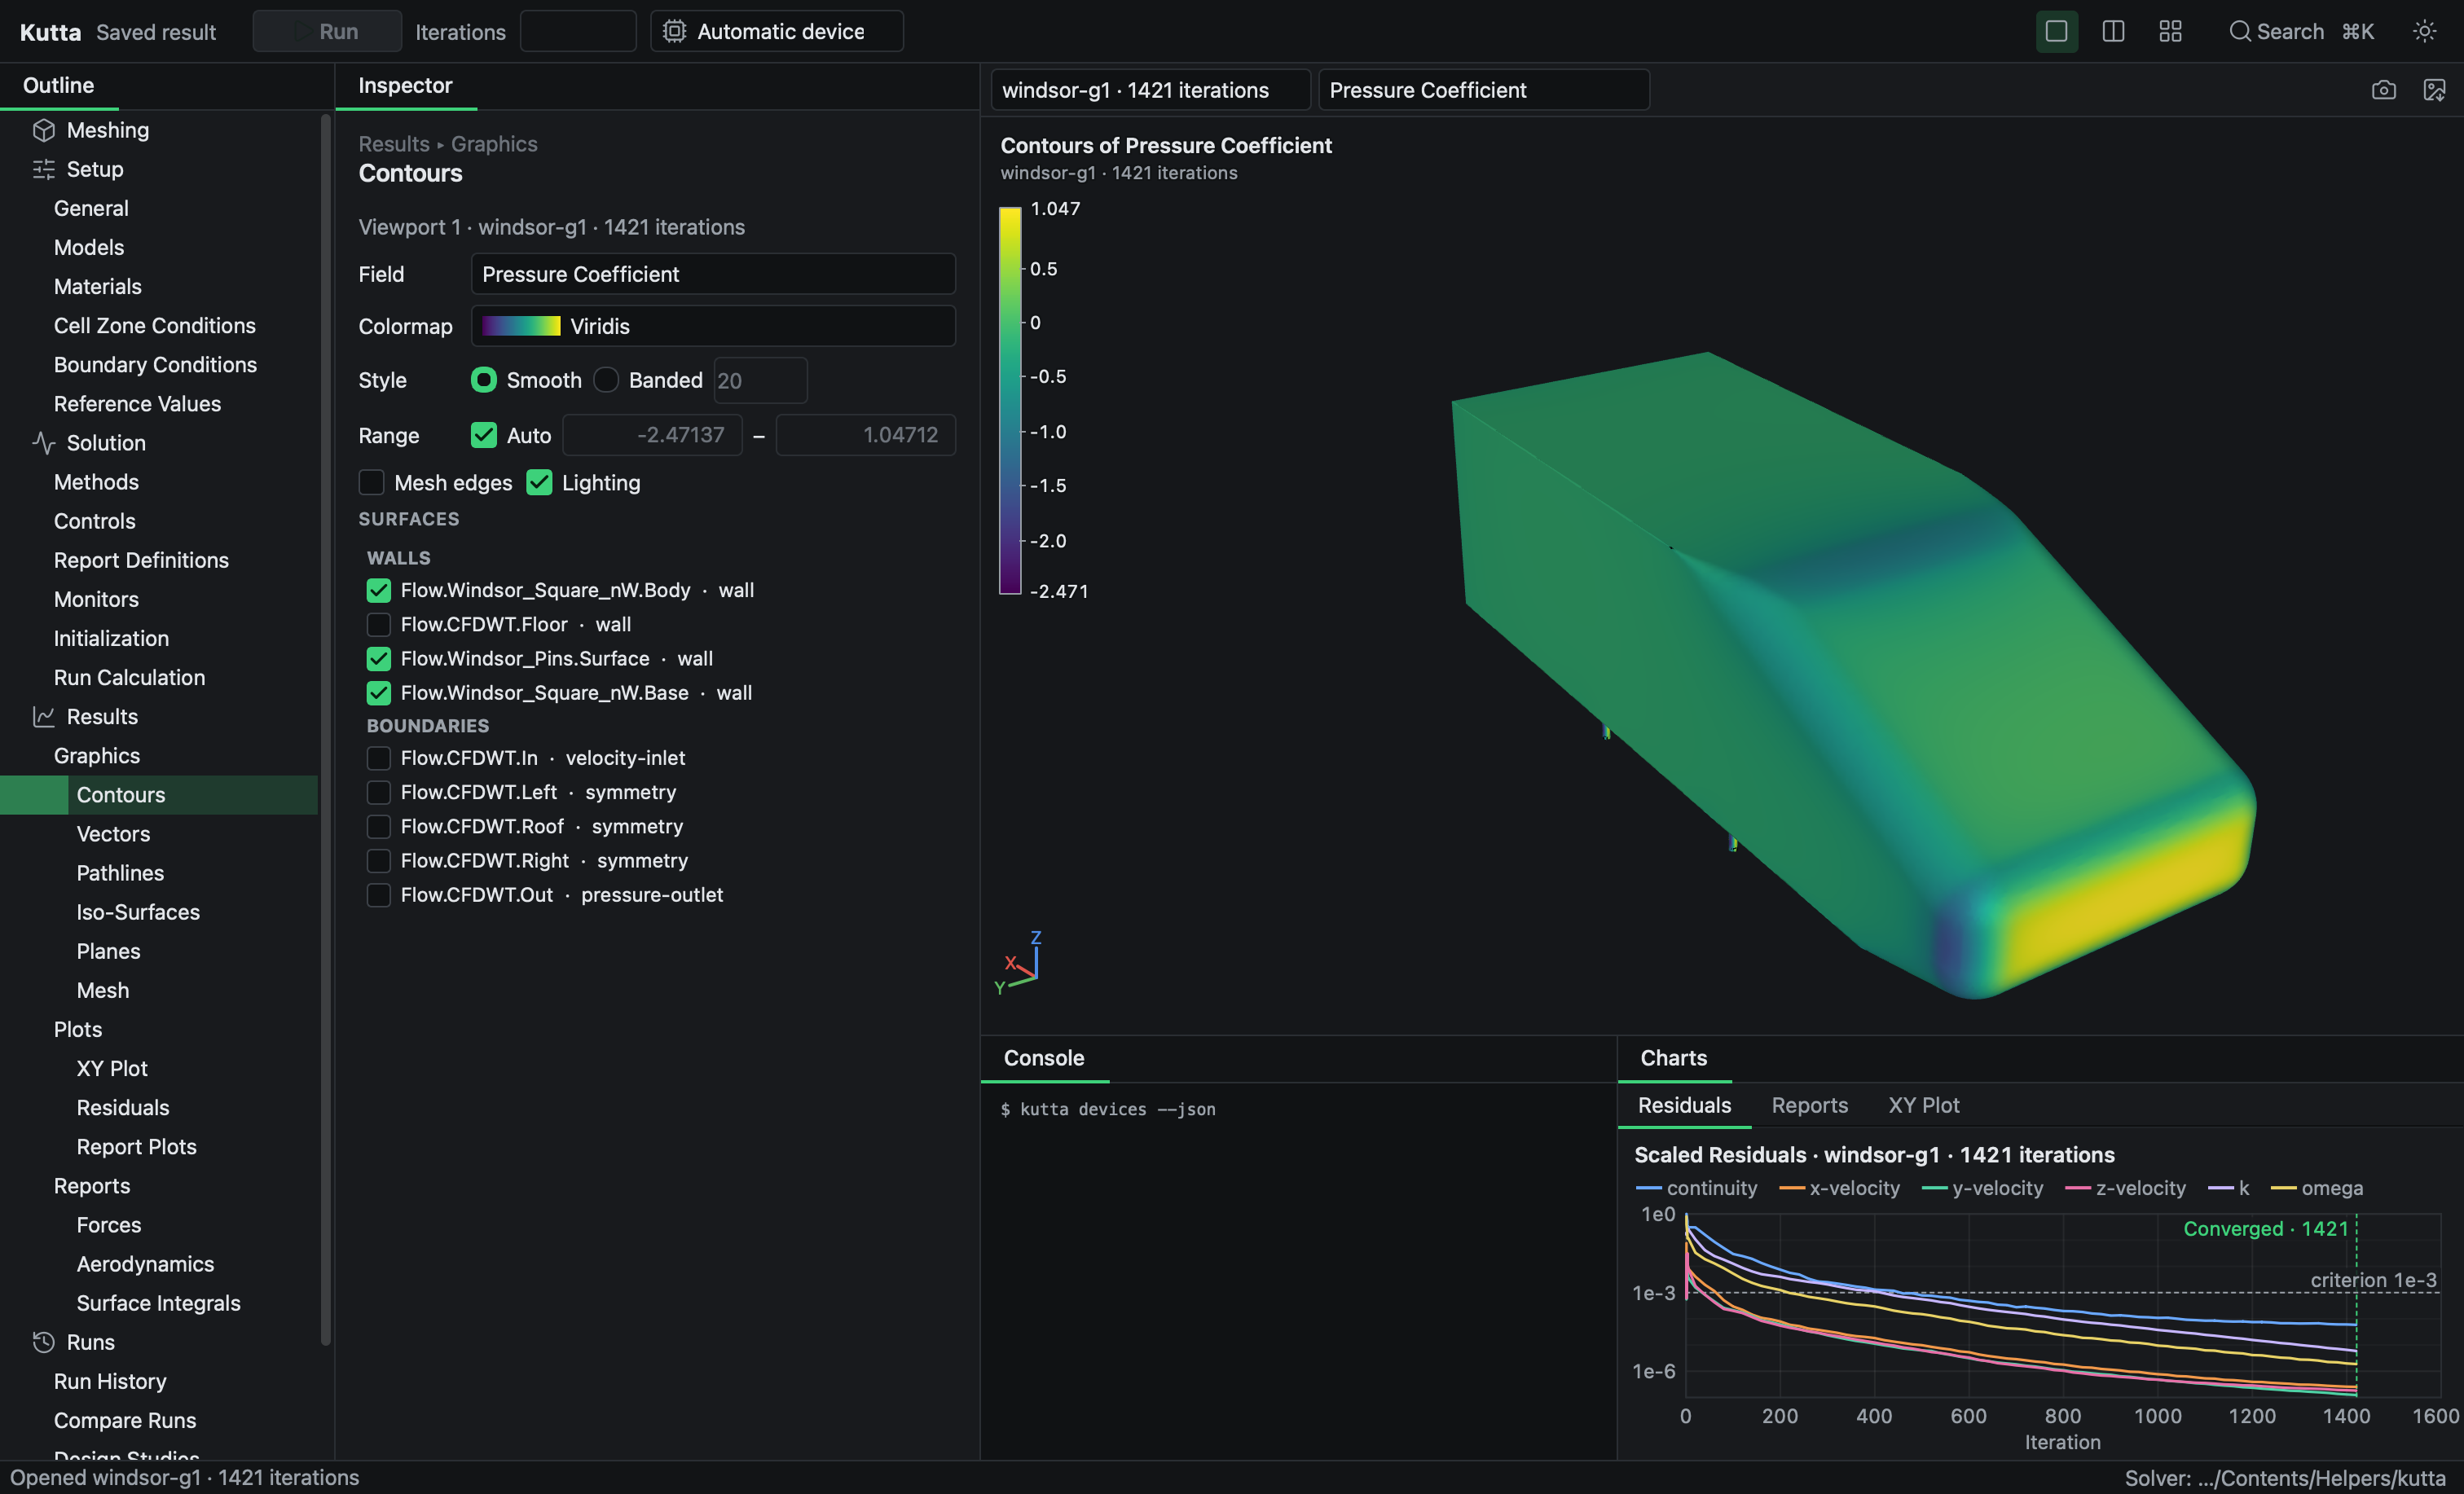 Kutta Saved result Run Iterations Automatic device Search ⌘K
Outline
Meshing
Setup
General
Models
Materials
Cell Zone Conditions
Boundary Conditions
Reference Values
Solution
Methods
Controls
Report Definitions
Monitors
Initialization
Run Calculation
Results
Graphics
Contours
Vectors
Pathlines
Iso-Surfaces
Planes
Mesh
Plots
XY Plot
Residuals
Report Plots
Reports
Forces
Aerodynamics
Surface Integrals
Runs
Run History
Compare Runs
Design Studies
Inspector
Results ▸ Graphics
Contours
Viewport 1 · windsor-g1 · 1421 iterations
Field Pressure Coefficient
Colormap Viridis
Style Smooth Banded 20
Range Auto -2.47137 – 1.04712
Mesh edges Lighting
SURFACES
WALLS
Flow.Windsor_Square_nW.Body · wall
Flow.CFDWT.Floor · wall
Flow.Windsor_Pins.Surface · wall
Flow.Windsor_Square_nW.Base · wall
BOUNDARIES
Flow.CFDWT.In · velocity-inlet
Flow.CFDWT.Left · symmetry
Flow.CFDWT.Roof · symmetry
Flow.CFDWT.Right · symmetry
Flow.CFDWT.Out · pressure-outlet
windsor-g1 · 1421 iterations Pressure Coefficient
Contours of Pressure Coefficient
windsor-g1 · 1421 iterations
1.047
0.5
0
-0.5
-1.0
-1.5
-2.0
-2.471
Z
X
Y
Console
$ kutta devices --json
Charts
Residuals Reports XY Plot
Scaled Residuals · windsor-g1 · 1421 iterations
continuity x-velocity y-velocity z-velocity k omega
1e0
Converged · 1421
criterion 1e-3
1e-3
1e-6
0 200 400 600 800 1000 1200 1400 1600
Iteration
Opened windsor-g1 · 1421 iterations
Solver: .../Contents/Helpers/kutta